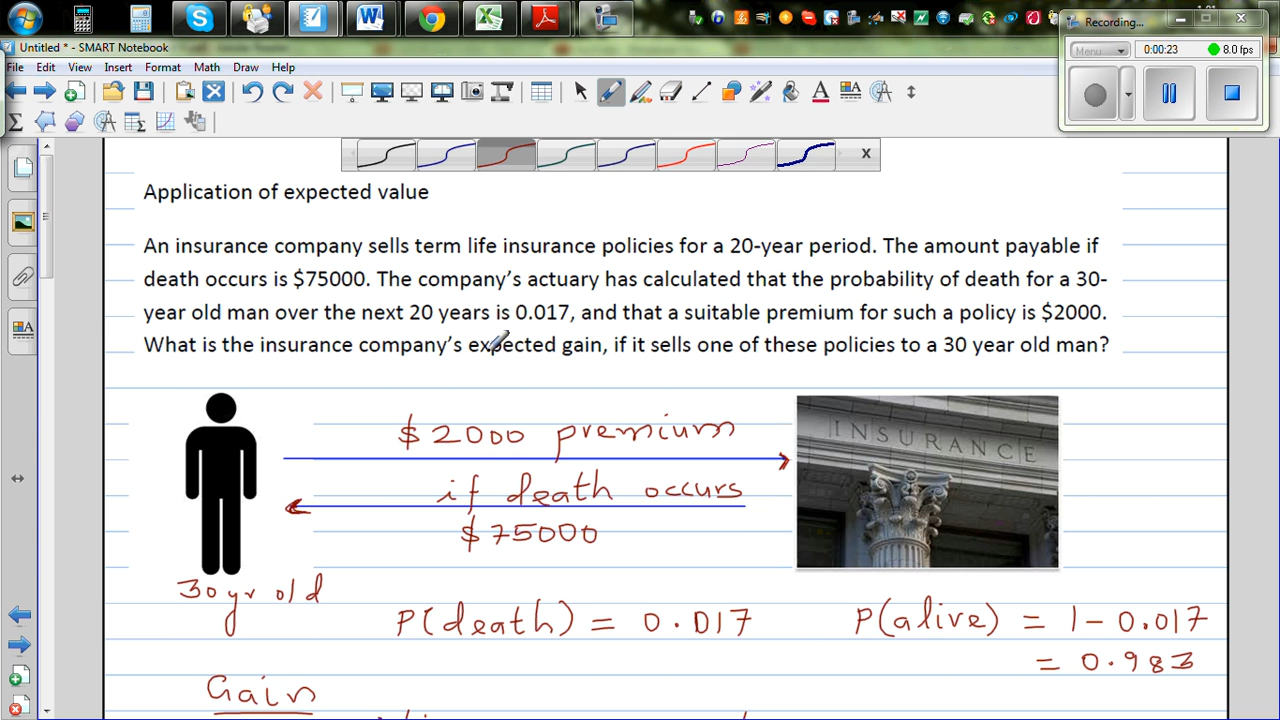 Untitled * - SMART Notebook
Recording...
Menu
0:00:23
8.0 fps
File Edit View Insert Format Math Draw Help
Application of expected value
An insurance company sells term life insurance policies for a 20-year period. The amount payable if
death occurs is $75000. The company's actuary has calculated that the probability of death for a 30-
year old man over the next 20 years is 0.017, and that a suitable premium for such a policy is $2000.
What is the insurance company's expected gain, if it sells one of these policies to a 30 year old man?
$2000 premium
INSURANCE
if death occurs
$75000
30 yr old
P(death) = 0.017
P(alive) = 1 - 0.017
= 0.983
Gain